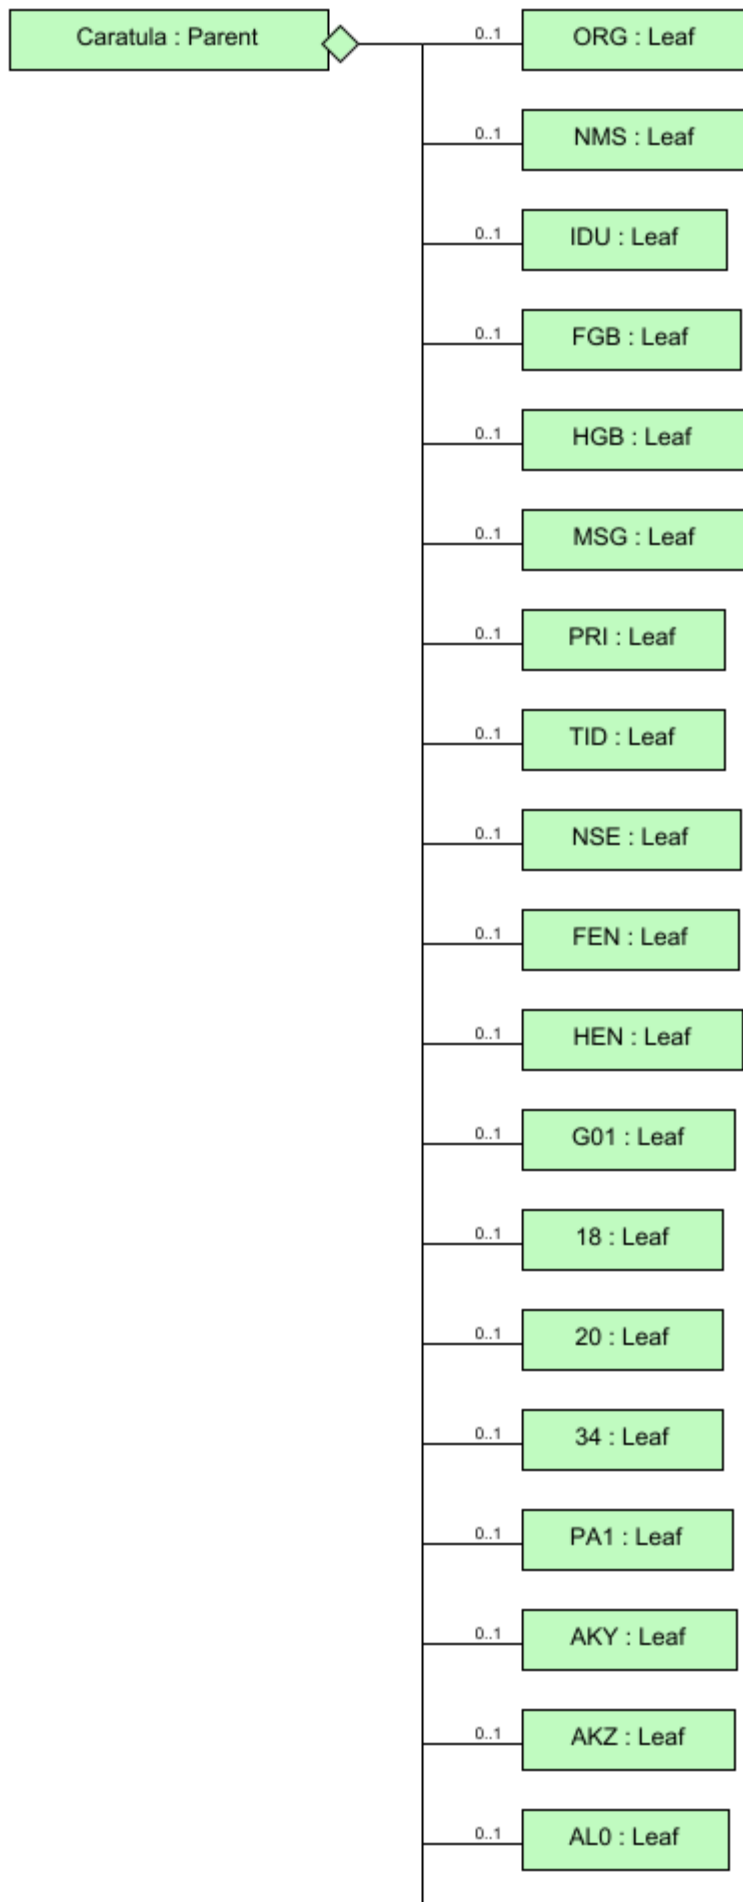 Caratula : Parent
0..1
ORG : Leaf
0..1
NMS : Leaf
0..1
IDU : Leaf
0..1
FGB : Leaf
0..1
HGB : Leaf
0..1
MSG : Leaf
0..1
PRI : Leaf
0..1
TID : Leaf
0..1
NSE : Leaf
0..1
FEN : Leaf
0..1
HEN : Leaf
0..1
G01 : Leaf
0..1
18 : Leaf
0..1
20 : Leaf
0..1
34 : Leaf
0..1
PA1 : Leaf
0..1
AKY : Leaf
0..1
AKZ : Leaf
0..1
AL0 : Leaf